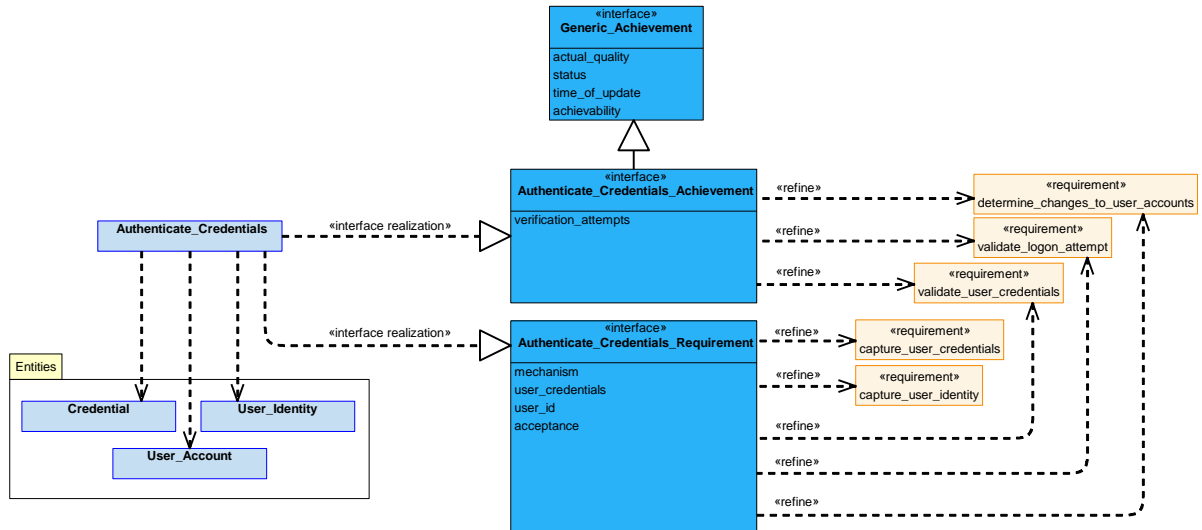 «interface»
Generic_Achievement
actual_quality
status
time_of_update
achievability
«interface»
Authenticate_Credentials_Achievement
verification_attempts
«refine»
«requirement»
determine_changes_to_user_accounts
Authenticate_Credentials
«interface realization»
«refine»
«requirement»
validate_logon_attempt
«refine»
«requirement»
validate_user_credentials
«interface realization»
«interface»
Authenticate_Credentials_Requirement
mechanism
user_credentials
user_id
acceptance
«refine»
«requirement»
capture_user_credentials
«refine»
«requirement»
capture_user_identity
«refine»
«refine»
«refine»
Entities
Credential
User_Identity
User_Account